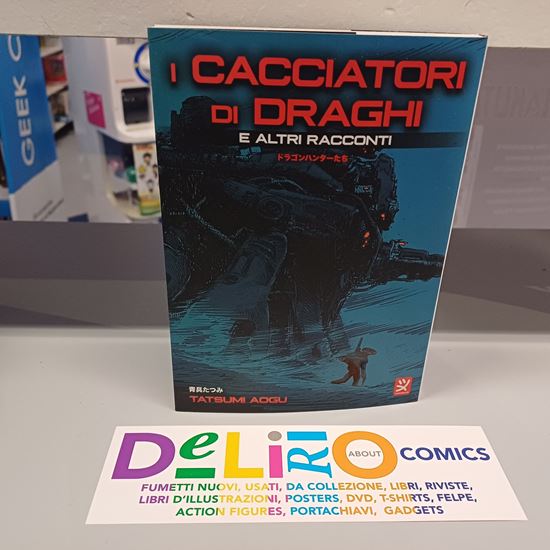 GEEK C
I CACCIATORI
DI DRAGHI
E ALTRI RACCONTI
ドラゴンハンターたち
青具たつみ
TATSUMI AOGU
DeLiRiO ABOUT COMICS
FUMETTI NUOVI, USATI, DA COLLEZIONE, LIBRI, RIVISTE,
LIBRI D'ILLUSTRAZIONI, POSTERS, DVD, T-SHIRTS, FELPE,
ACTION FIGURES, PORTACHIAVI, GADGETS